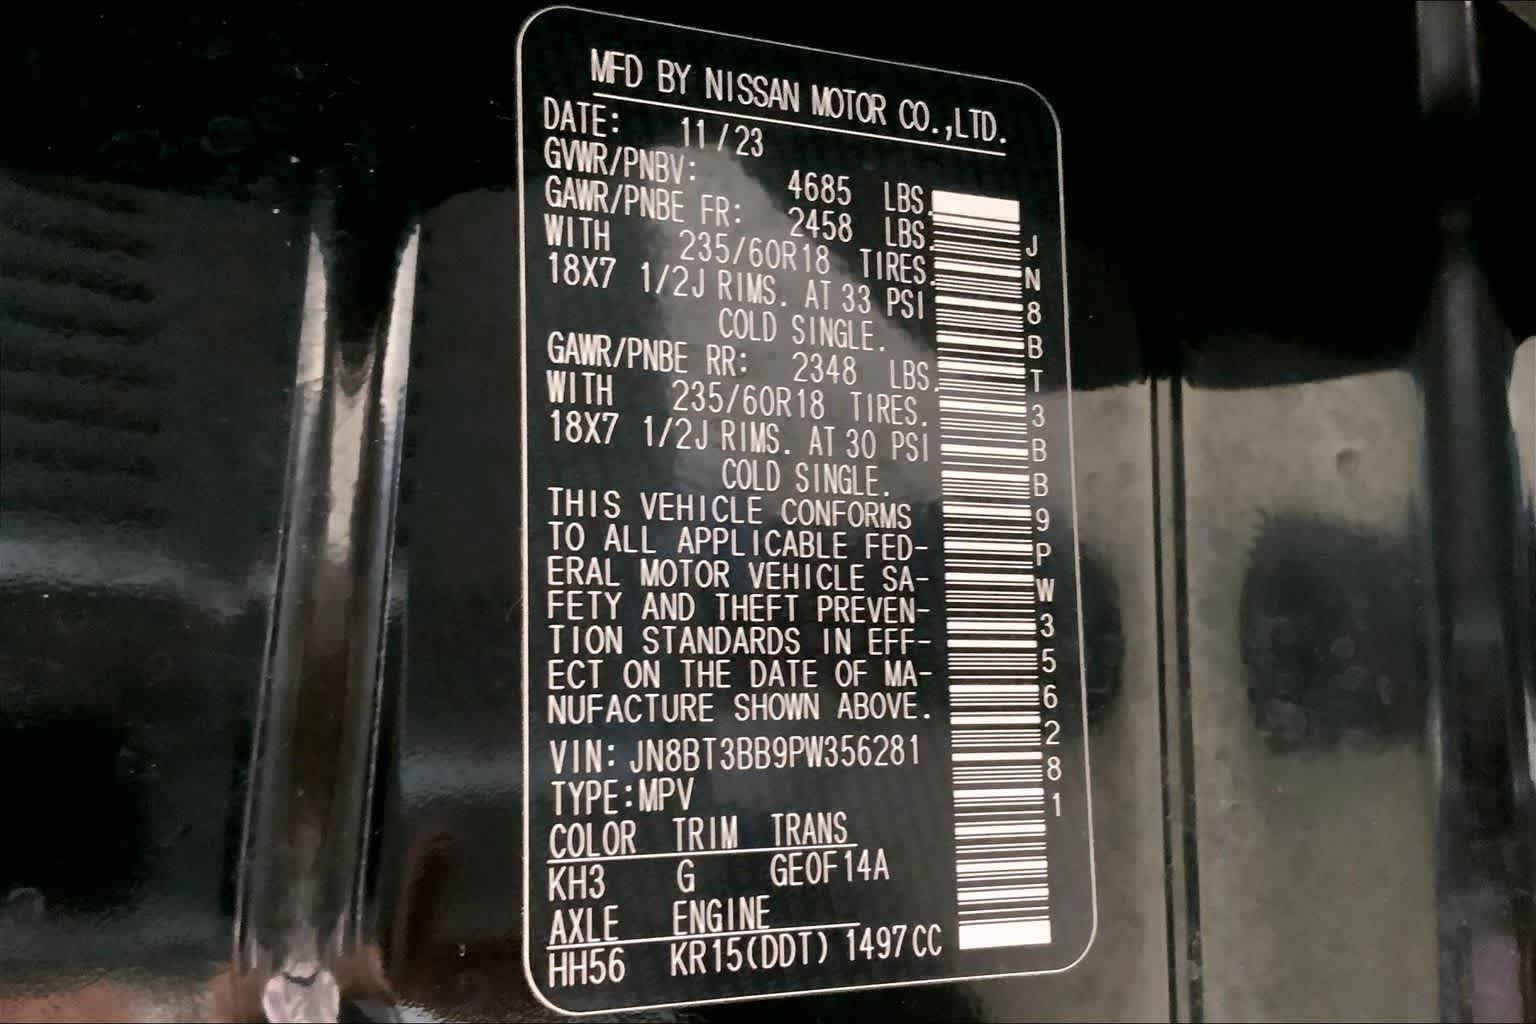 MFD BY NISSAN MOTOR CO.,LTD.
DATE: 11/23
GVWR/PNBV: 4685 LBS.
GAWR/PNBE FR: 2458 LBS.
WITH 235/60R18 TIRES.
18X7 1/2J RIMS. AT 33 PSI
COLD SINGLE.
GAWR/PNBE RR: 2348 LBS.
WITH 235/60R18 TIRES.
18X7 1/2J RIMS. AT 30 PSI
COLD SINGLE.
THIS VEHICLE CONFORMS
TO ALL APPLICABLE FED-
ERAL MOTOR VEHICLE SA-
FETY AND THEFT PREVEN-
TION STANDARDS IN EFF-
ECT ON THE DATE OF MA-
NUFACTURE SHOWN ABOVE.
VIN: JN8BT3BB9PW356281
TYPE:MPV
COLOR TRIM TRANS
KH3 G GE0F14A
AXLE ENGINE
HH56 KR15(DDT) 1497CC
JN8BT3BB9PW356281